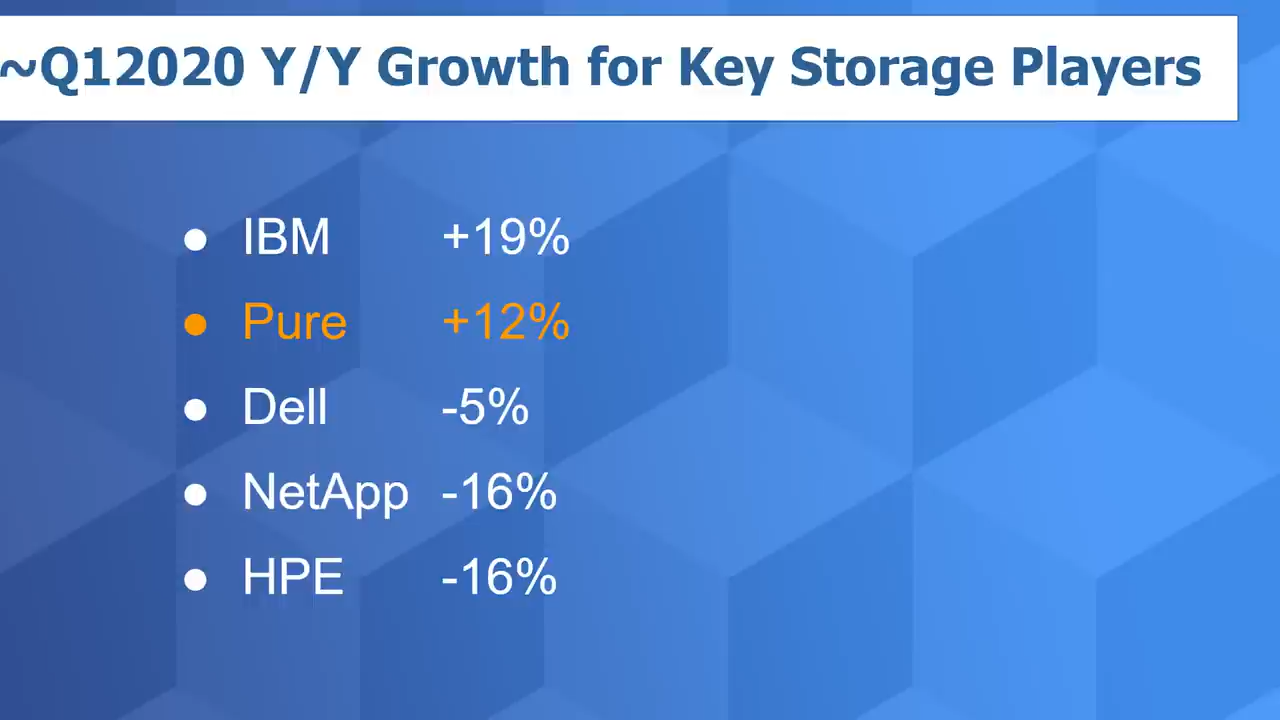 ~Q12020 Y/Y Growth for Key Storage Players
● IBM +19%
● Pure +12%
● Dell -5%
● NetApp -16%
● HPE -16%